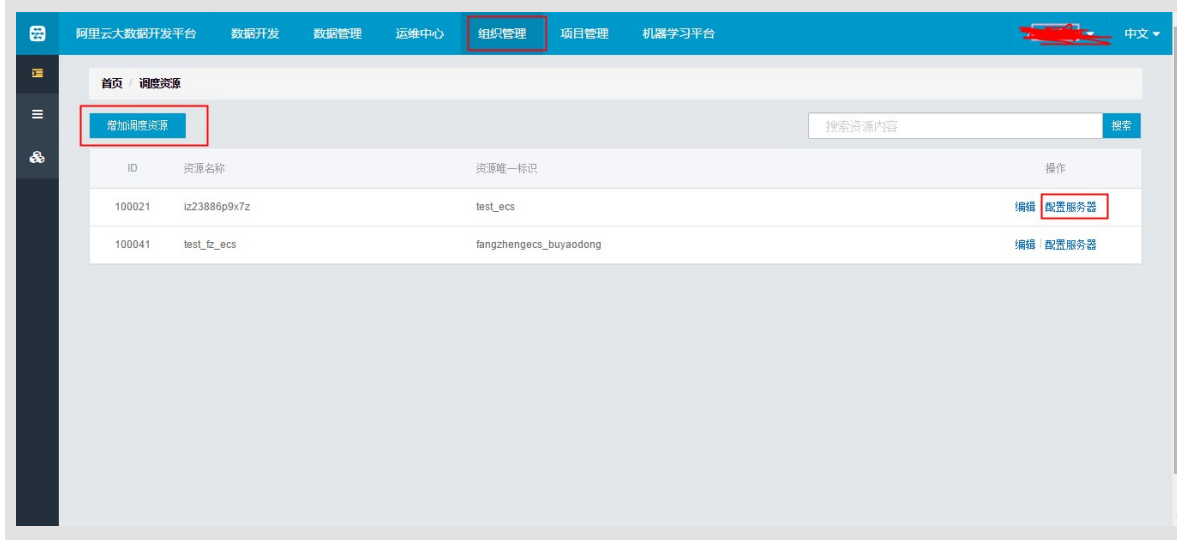 云 阿里云大数据开发平台 数据开发 数据管理 运维中心 组织管理 项目管理 机器学习平台 中文
首页 / 调度资源
增加调度资源 搜索资源内容 搜索
ID 资源名称 资源唯一标识 操作
100021 iz23886p9x7z test_ecs 编辑 配置服务器
100041 test_fz_ecs fangzhengecs_buyaodong 编辑 配置服务器